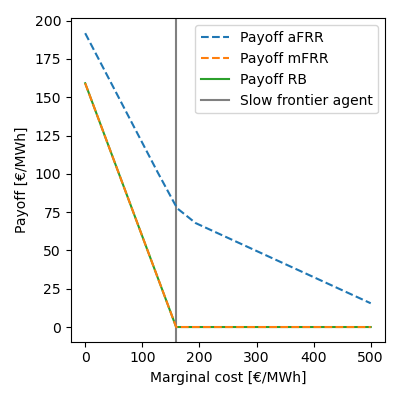 200
175
150
125
100
75
50
25
0
Payoff [€/MWh]
Payoff aFRR
Payoff mFRR
Payoff RB
Slow frontier agent
0 100 200 300 400 500
Marginal cost [€/MWh]